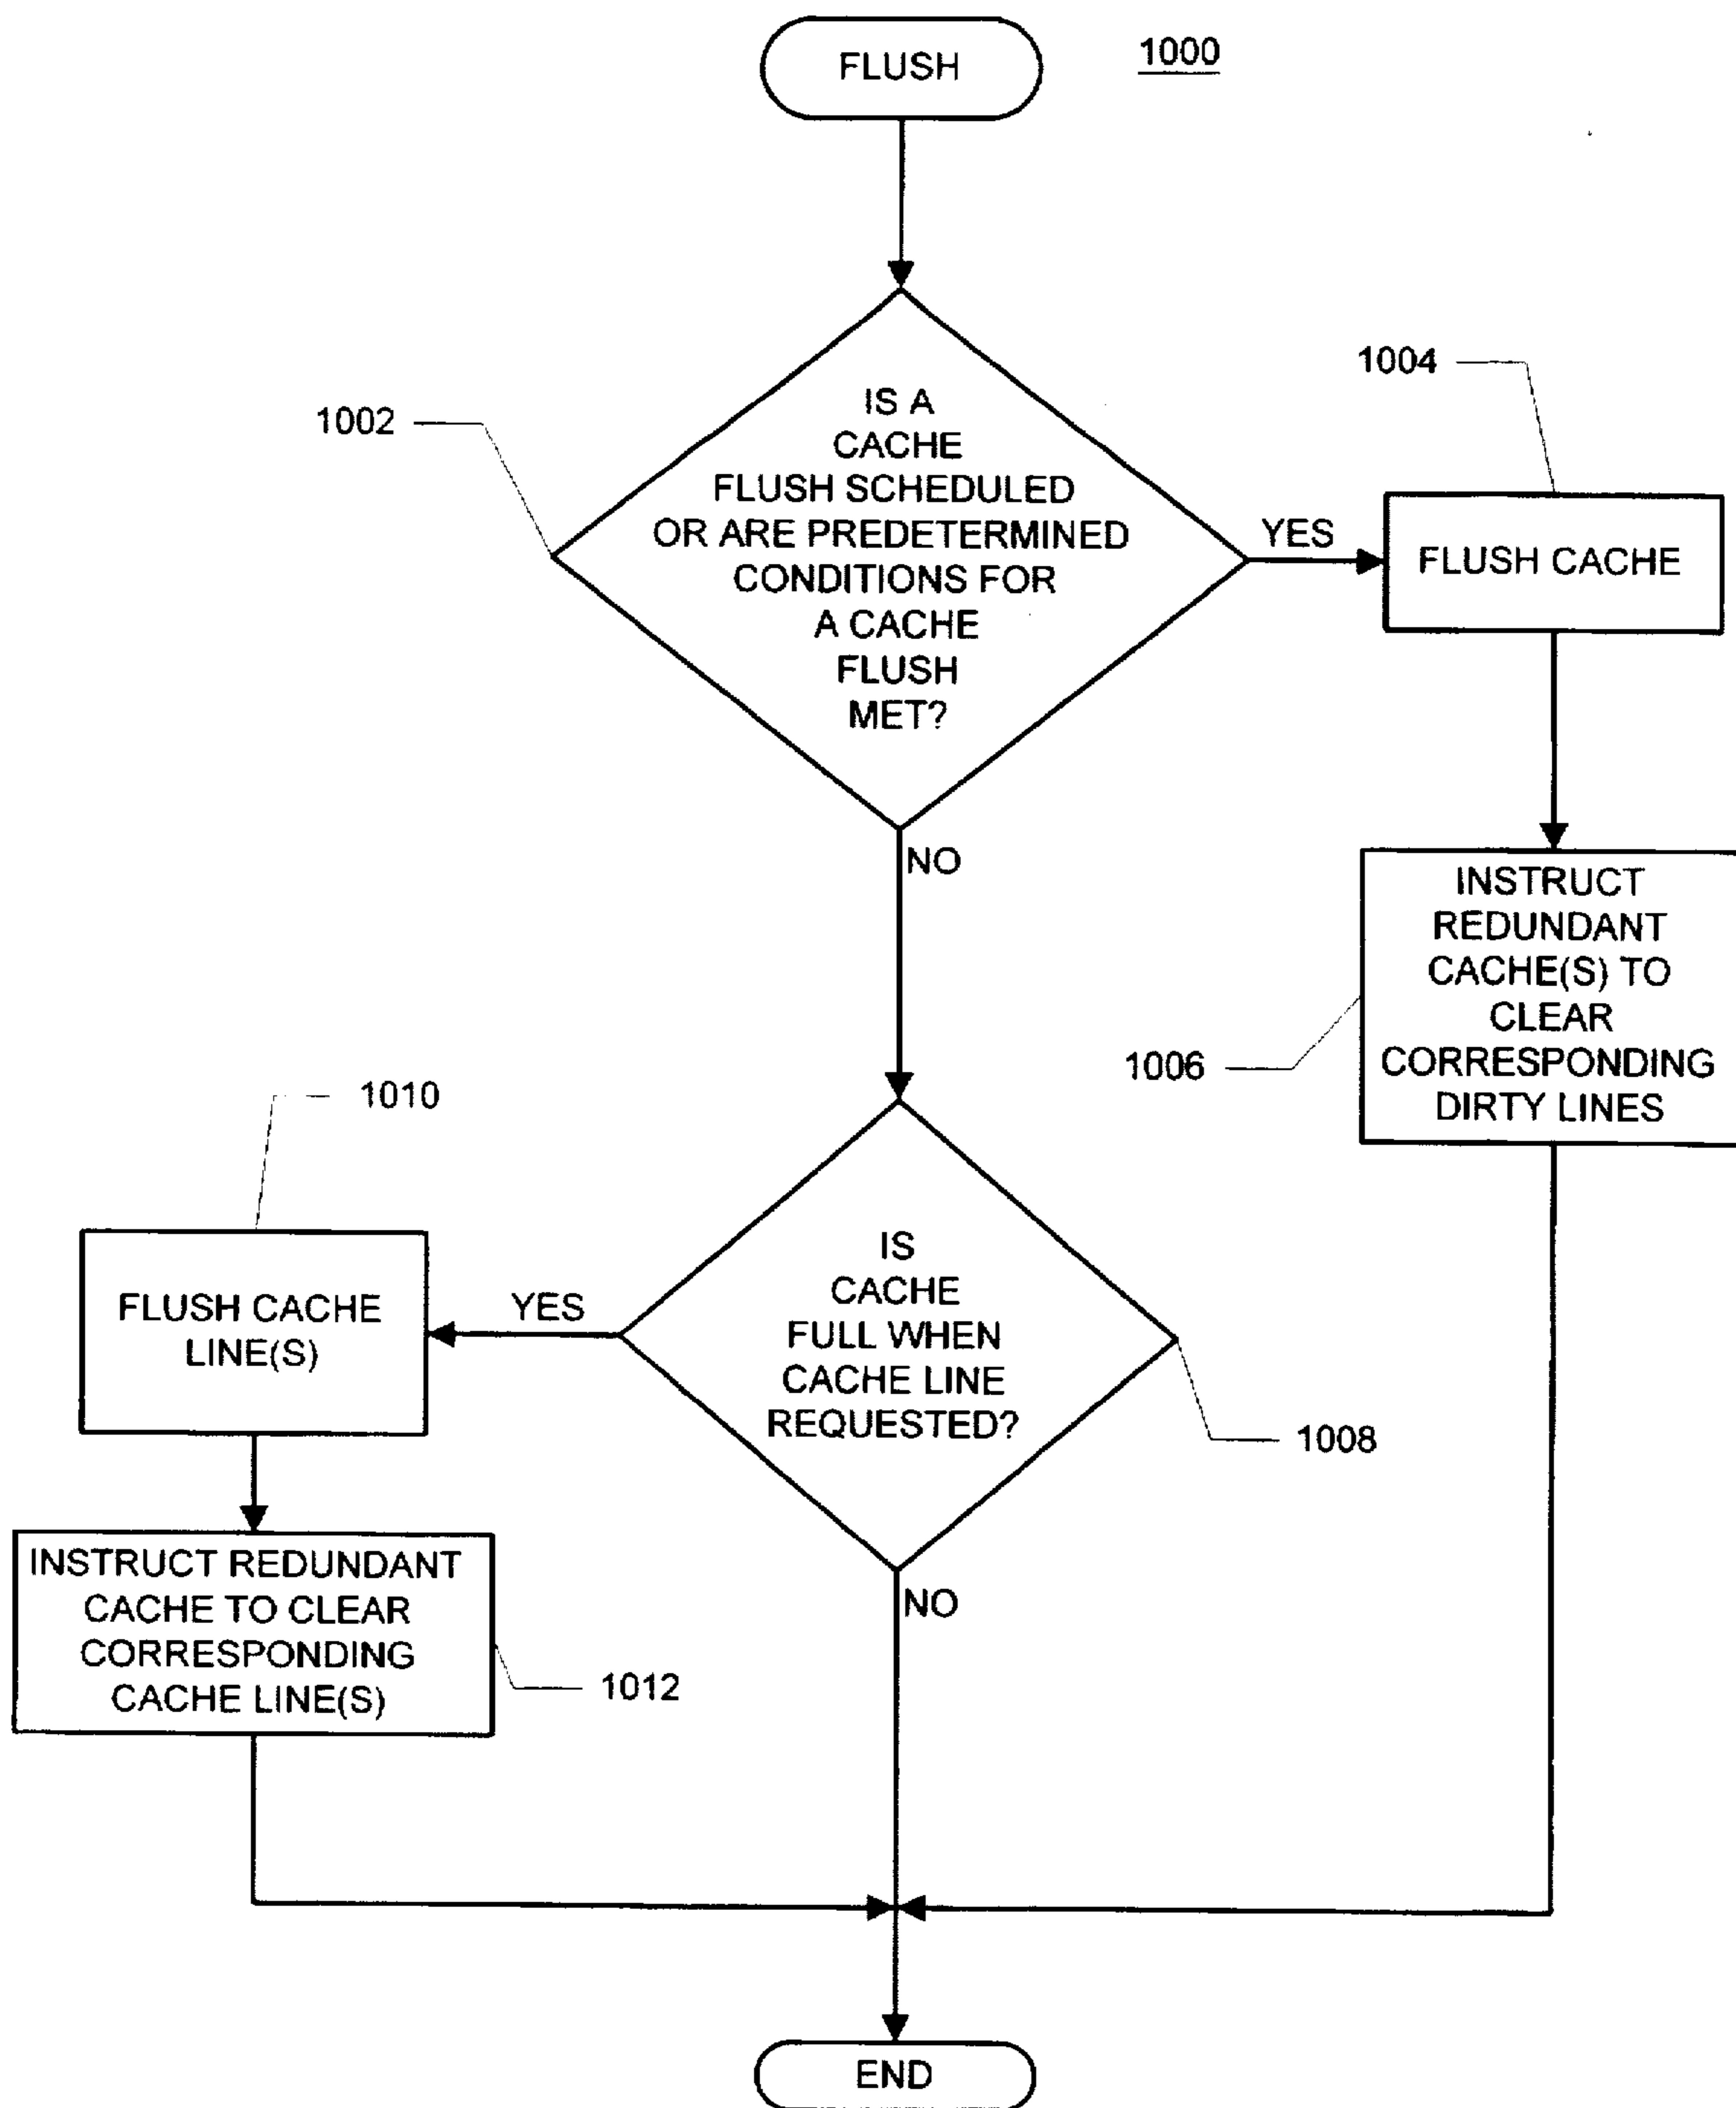 FLUSH
1000
1002
IS A
CACHE
FLUSH SCHEDULED
OR ARE PREDETERMINED
CONDITIONS FOR
A CACHE
FLUSH
MET?
YES
1004
FLUSH CACHE
NO
INSTRUCT
REDUNDANT
CACHE(S) TO
CLEAR
CORRESPONDING
DIRTY LINES
1006
1010
FLUSH CACHE
LINE(S)
YES
IS
CACHE
FULL WHEN
CACHE LINE
REQUESTED?
1008
INSTRUCT REDUNDANT
CACHE TO CLEAR
CORRESPONDING
CACHE LINE(S)
1012
NO
END